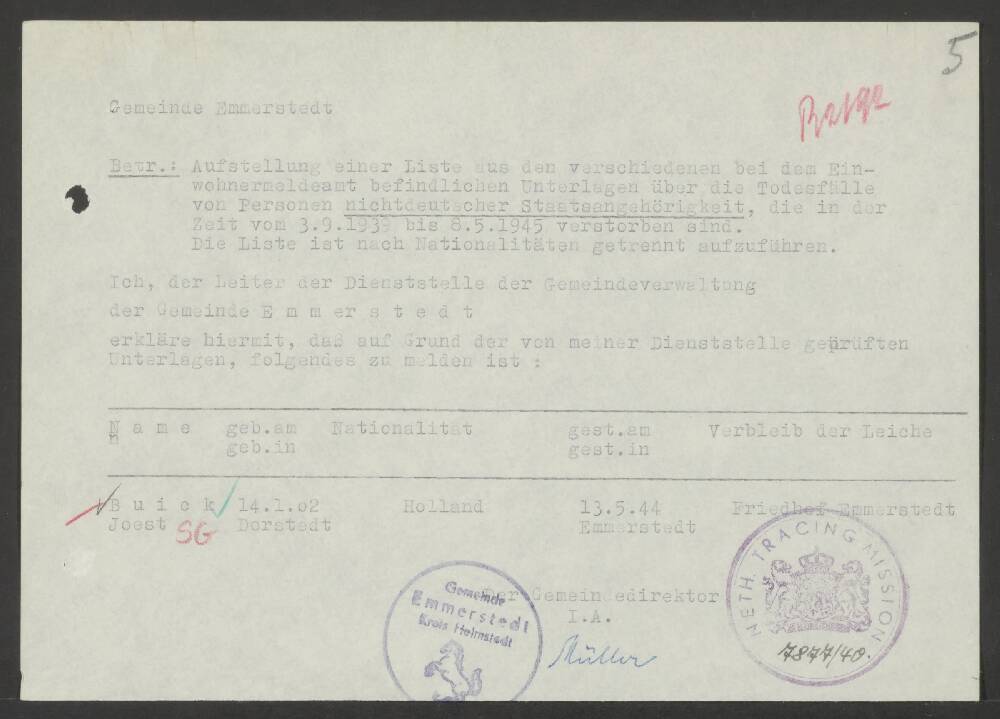 5
Gemeinde Emmerstedt
Betr.: Aufstellung einer Liste aus den verschiedenen bei dem Ein-
wohnermeldeamt befindlichen Unterlagen über die Todesfälle
von Personen nichtdeutscher Staatsangehörigkeit, die in der
Zeit vom 3.9.1939 bis 8.5.1945 verstorben sind.
Die Liste ist nach Nationalitäten getrennt aufzuführen.
Ich, der Leiter der Dienststelle der Gemeindeverwaltung
der Gemeinde E m m e r s t e d t
erkläre hiermit, daß auf Grund der von meiner Dienststelle geprüften
Unterlagen, folgendes zu melden ist :
N a m e geb.am Nationalität gest.am Verbleib der Leiche
geb.in gest.in
B u i c k 14.1.02 Holland 13.5.44 Friedhof Emmerstedt
Joest SG Dorstedt Emmerstedt
Der Gemeindedirektor
I.A.
Müller
Gemeinde
Emmerstedt
Kreis Helmstedt
NETH. TRACING MISSION
7877/40.